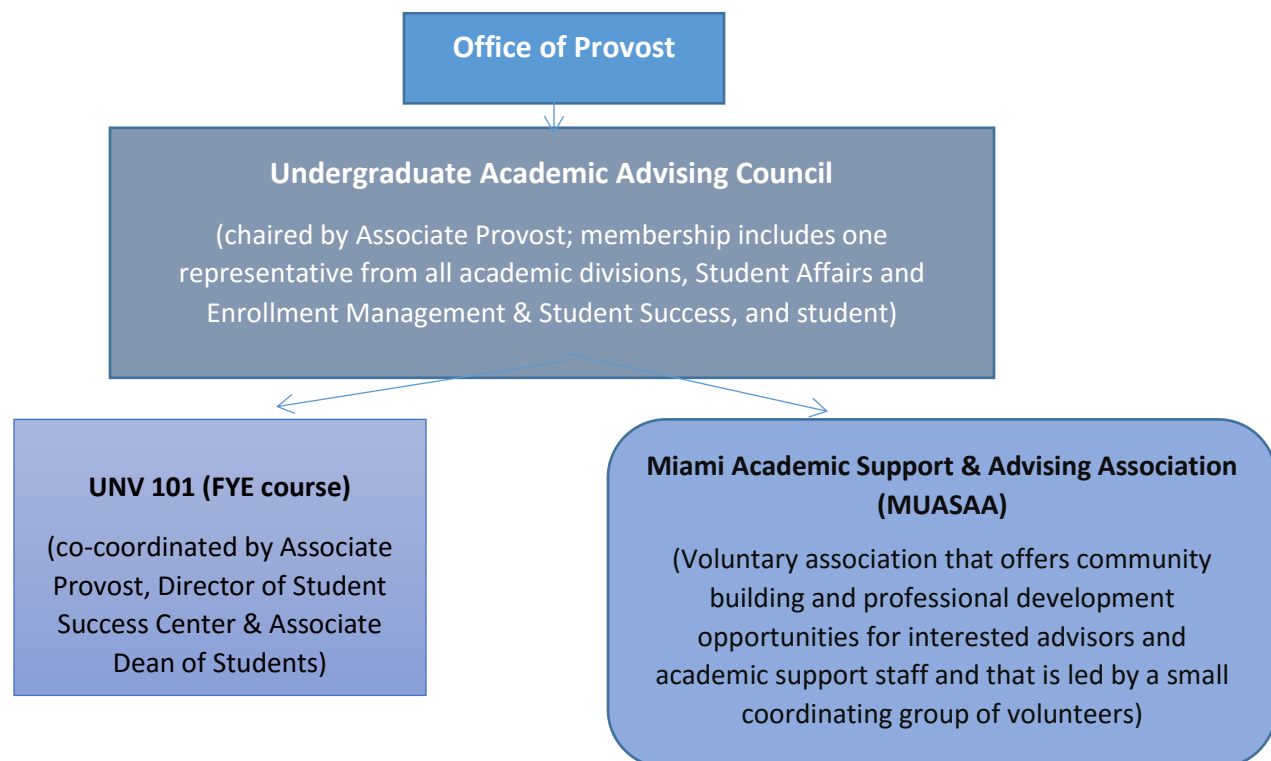 Office of Provost
Undergraduate Academic Advising Council
(chaired by Associate Provost; membership includes one
representative from all academic divisions, Student Affairs and
Enrollment Management & Student Success, and student)
UNV 101 (FYE course)
(co-coordinated by Associate
Provost, Director of Student
Success Center & Associate
Dean of Students)
Miami Academic Support & Advising Association
(MUASAA)
(Voluntary association that offers community
building and professional development
opportunities for interested advisors and
academic support staff and that is led by a small
coordinating group of volunteers)